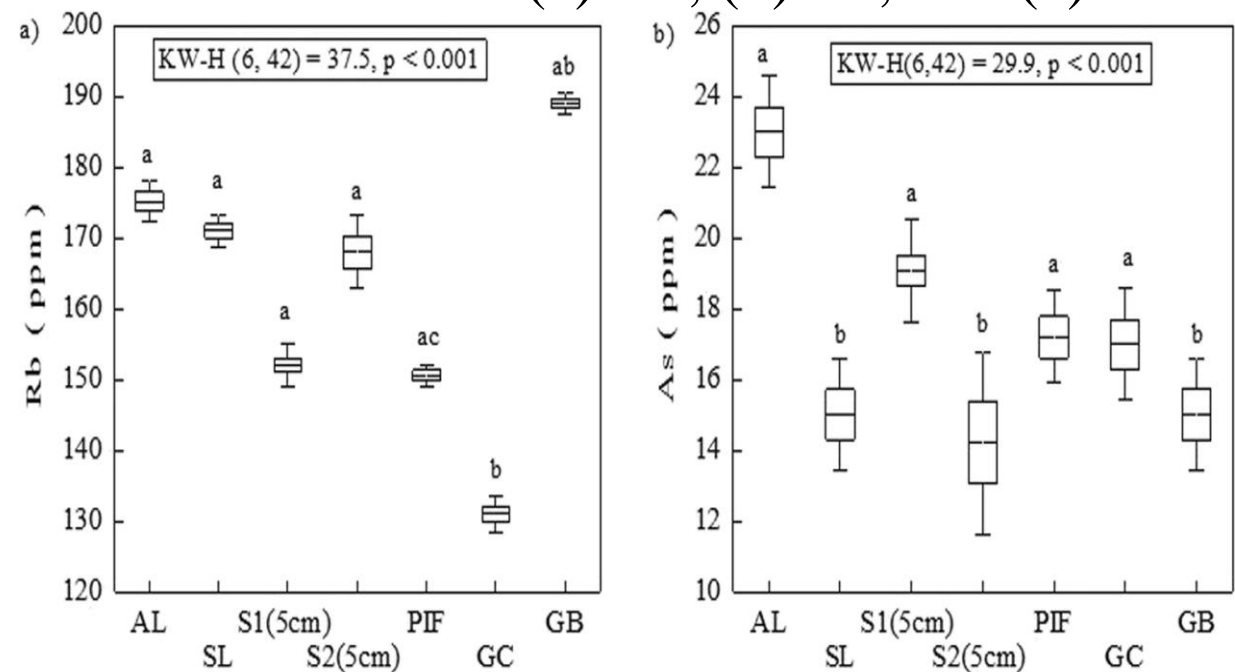 a)
200
190
180
170
160
150
140
130
120
Rb ( ppm )
KW-H (6, 42) = 37.5, p < 0.001
a
a
a
a
ac
b
ab
AL
SL
S1(5cm)
S2(5cm)
PIF
GC
GB
b)
26
24
22
20
18
16
14
12
10
As ( ppm )
KW-H(6,42) = 29.9, p < 0.001
a
b
a
b
a
a
b
AL
SL
S1(5cm)
S2(5cm)
PIF
GC
GB